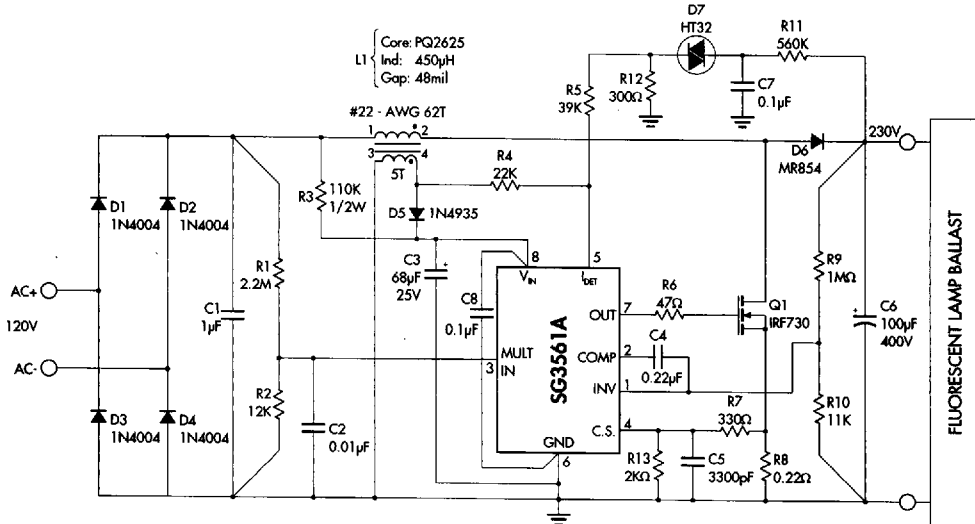 D7
HT32
R11
560K
L1
Core: PQ2625
Ind: 450µH
Gap: 48mil
R12
300Ω
C7
0.1µF
R5
39K
#22 - AWG 62T
1
2
3
4
5T
230V
D6
MR854
R4
22K
R3
110K
1/2W
D5
1N4935
D1
1N4004
D2
1N4004
R1
2.2M
C3
68µF
25V
+
8
V_IN
5
I_DET
R9
1MΩ
AC+
120V
AC-
C1
1µF
C8
0.1µF
OUT
7
R6
47Ω
Q1
IRF730
+
C6
100µF
400V
MULT
IN
3
SG3561A
COMP
2
C4
0.22µF
INV
1
R2
12K
C2
0.01µF
D3
1N4004
D4
1N4004
C.S.
4
R7
330Ω
R10
11K
GND
6
R13
2KΩ
C5
3300pF
R8
0.22Ω
FLUORESCENT LAMP BALLAST